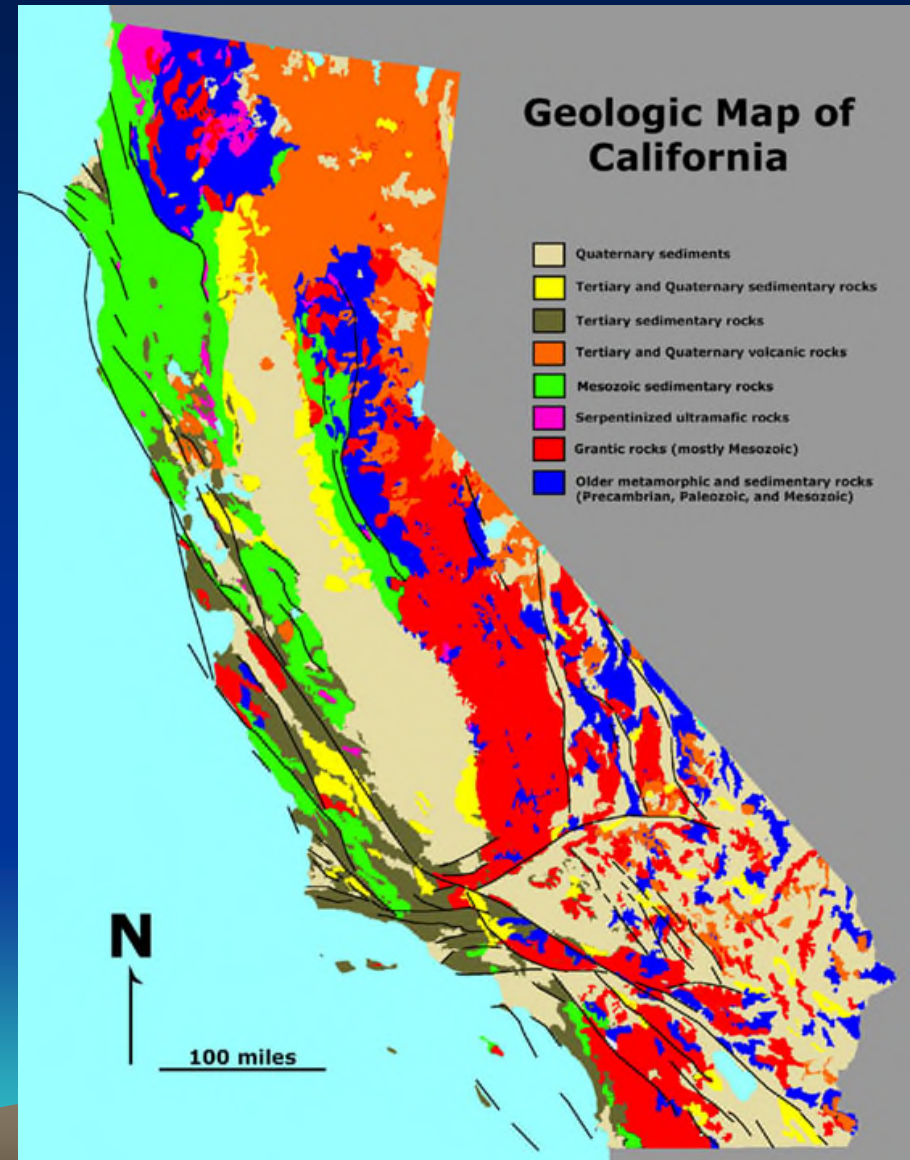 Geologic Map of
California
Quaternary sediments
Tertiary and Quaternary sedimentary rocks
Tertiary sedimentary rocks
Tertiary and Quaternary volcanic rocks
Mesozoic sedimentary rocks
Serpentinized ultramafic rocks
Grantic rocks (mostly Mesozoic)
Older metamorphic and sedimentary rocks
(Precambrian, Paleozoic, and Mesozoic)
N
100 miles